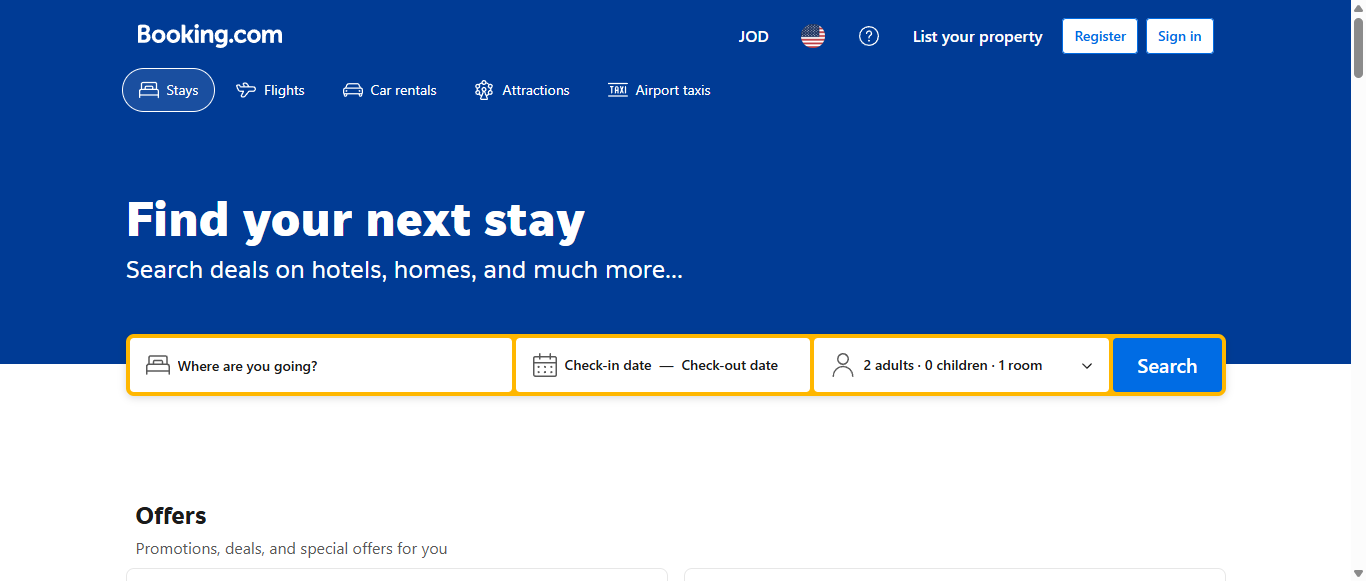 Booking.com
JOD
List your property
Register
Sign in
Stays
Flights
Car rentals
Attractions
TAXI
Airport taxis
Find your next stay
Search deals on hotels, homes, and much more...
Where are you going?
Check-in date — Check-out date
2 adults · 0 children · 1 room
Search
Offers
Promotions, deals, and special offers for you